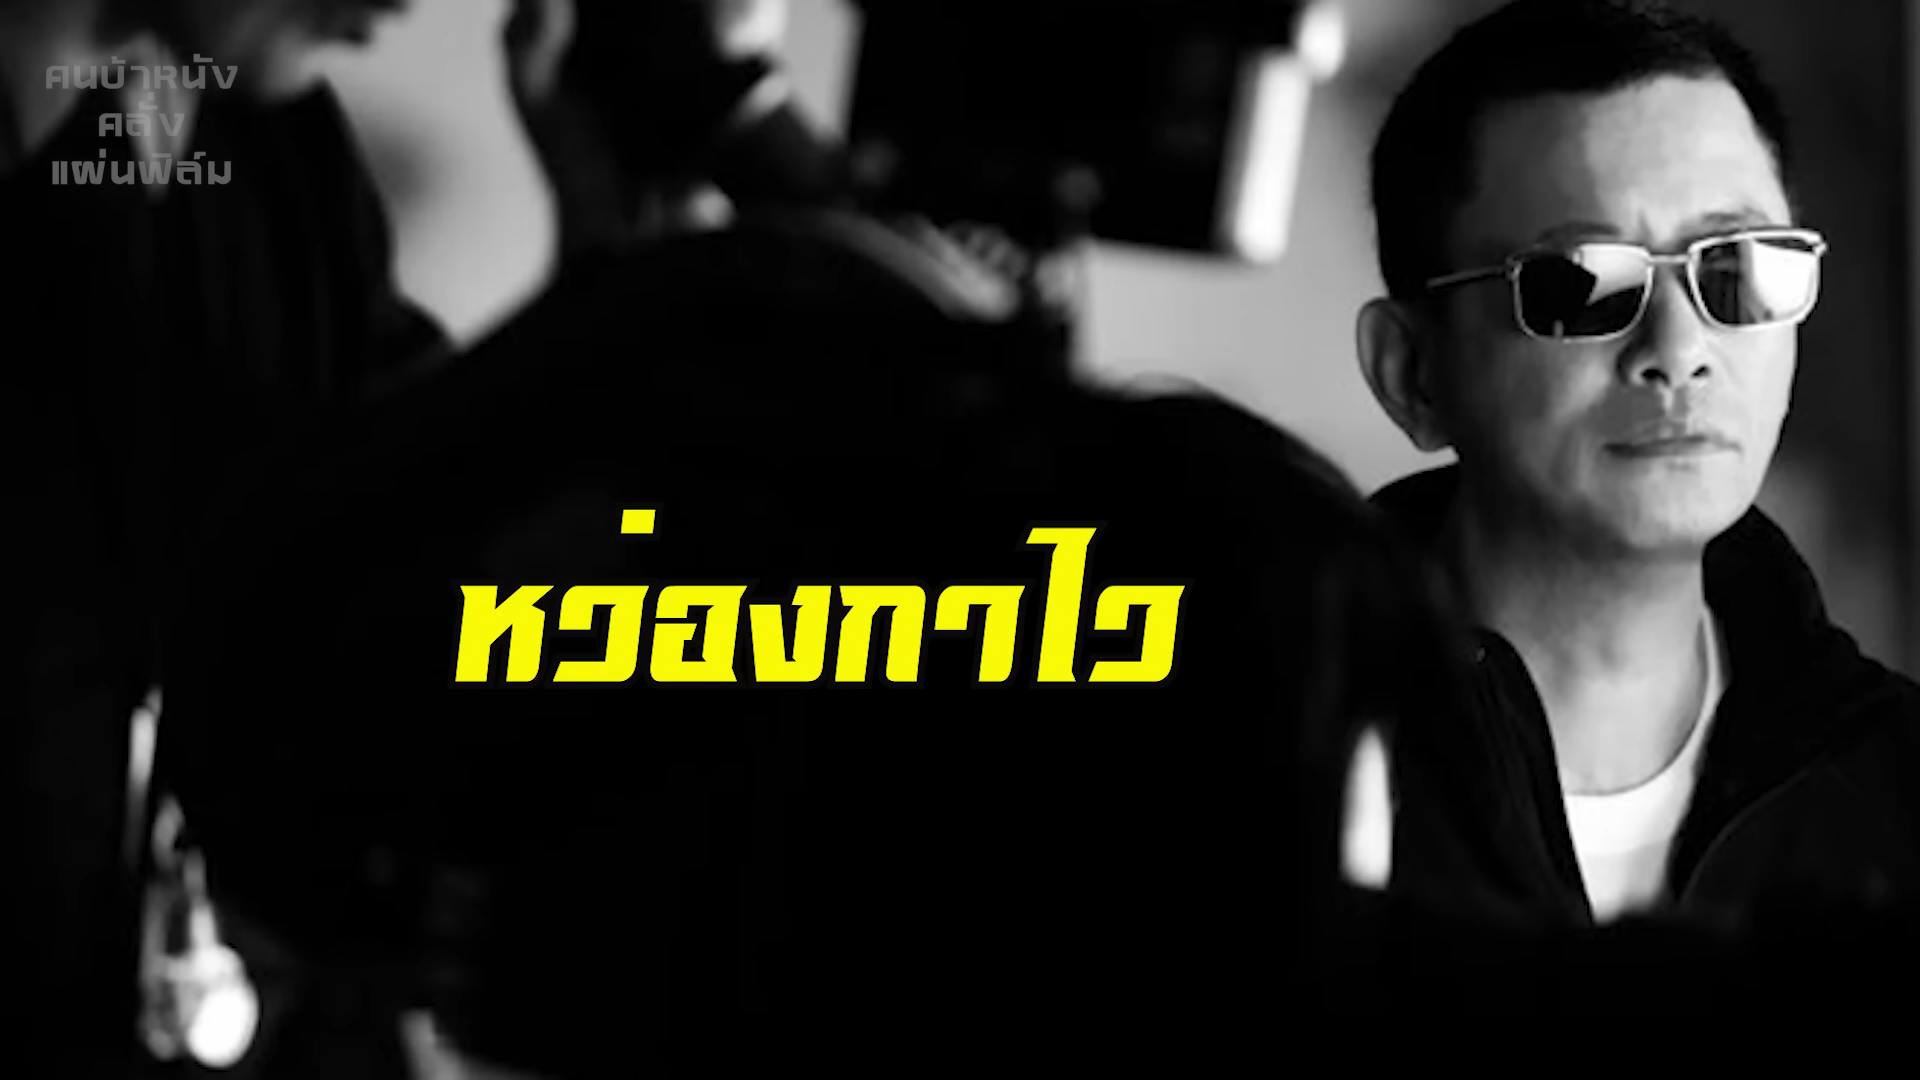 คนบ้าหนัง
คลั่ง
แผ่นฟิล์ม
หว่องกาไว